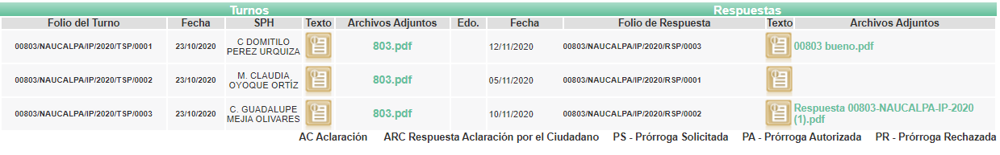 Turnos Respuestas
Folio del Turno Fecha SPH Texto Archivos Adjuntos Edo. Fecha Folio de Respuesta Texto Archivos Adjuntos
00803/NAUCALPA/IP/2020/TSP/0001 23/10/2020 C DOMITILO PEREZ URQUIZA 803.pdf 12/11/2020 00803/NAUCALPA/IP/2020/RSP/0003 00803 bueno.pdf
00803/NAUCALPA/IP/2020/TSP/0002 23/10/2020 M. CLAUDIA OYOQUE ORTÍZ 803.pdf 05/11/2020 00803/NAUCALPA/IP/2020/RSP/0001
00803/NAUCALPA/IP/2020/TSP/0003 23/10/2020 C. GUADALUPE MEJIA OLIVARES 803.pdf 10/11/2020 00803/NAUCALPA/IP/2020/RSP/0002 Respuesta 00803-NAUCALPA-IP-2020 (1).pdf
AC Aclaración ARC Respuesta Aclaración por el Ciudadano PS - Prórroga Solicitada PA - Prórroga Autorizada PR - Prórroga Rechazada